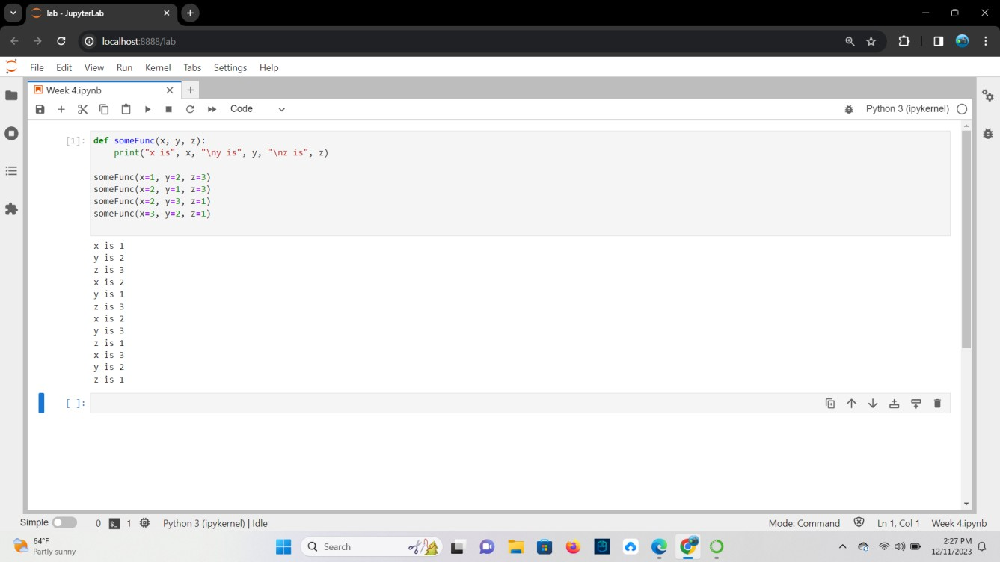 lab - JupyterLab
localhost:8888/lab
File Edit View Run Kernel Tabs Settings Help
Week 4.ipynb
Code
Python 3 (ipykernel)
[1]: def someFunc(x, y, z):
    print("x is", x, "\ny is", y, "\nz is", z)
someFunc(x=1, y=2, z=3)
someFunc(x=2, y=1, z=3)
someFunc(x=2, y=3, z=1)
someFunc(x=3, y=2, z=1)
x is 1
y is 2
z is 3
x is 2
y is 1
z is 3
x is 2
y is 3
z is 1
x is 3
y is 2
z is 1
[ ]:
Simple 0 $_ 1 Python 3 (ipykernel) | Idle Mode: Command Ln 1, Col 1 Week 4.ipynb
64°F
Partly sunny
Search
2:27 PM
12/11/2023